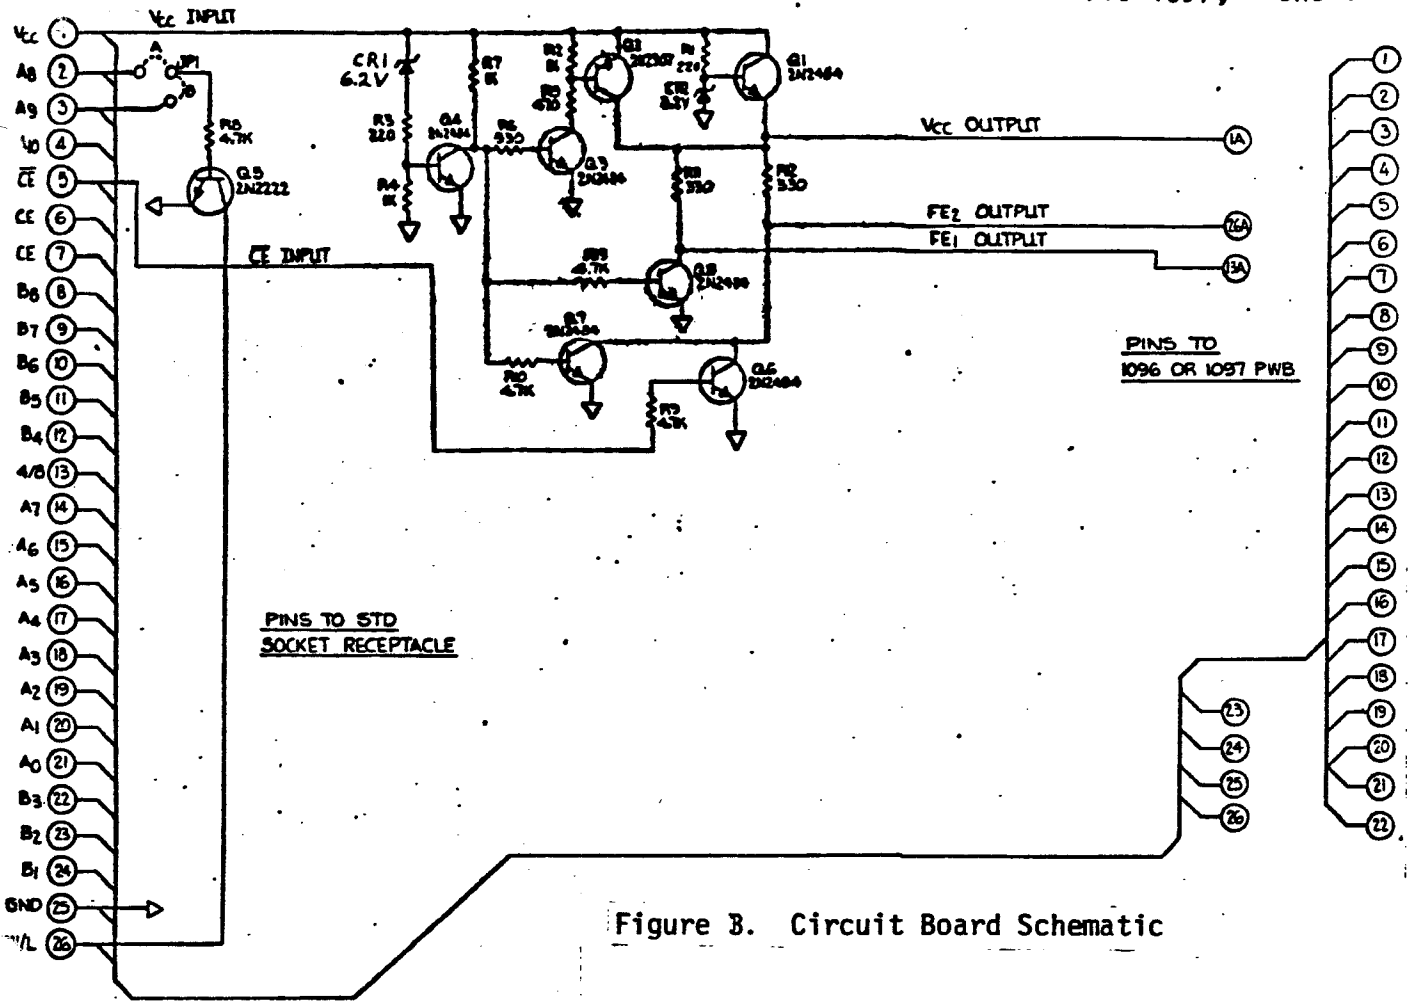 VCC INPUT
VCC 1
A8 2
A9 3
I/O 4
CE 5
CE 6
CE 7
B8 8
B7 9
B6 10
B5 11
B4 12
4/8 13
A7 14
A6 15
A5 16
A4 17
A3 18
A2 19
A1 20
A0 21
B3 22
B2 23
B1 24
GND 25
/L 26
A
JP1
B
R8
4.7K
Q5
2N2222
CE INPUT
CR1
6.2V
R3
220
R4
1K
Q4
2N2484
R7
1K
R6
330
R2
1K
R5
470
Q3
2N2484
Q2
2N2907
R1
220
CR2
8.2V
Q1
2N2484
VCC OUTPUT
1A
R11
330
R12
330
FE2 OUTPUT
26A
FE1 OUTPUT
13A
4.7K
Q8
2N2484
Q7
2N2484
R10
4.7K
Q6
2N2484
R9
4.7K
PINS TO
1096 OR 1097 PWB
PINS TO STD
SOCKET RECEPTACLE
1
2
3
4
5
6
7
8
9
10
11
12
13
14
15
16
17
18
19
20
21
22
23
24
25
26
Figure 3. Circuit Board Schematic